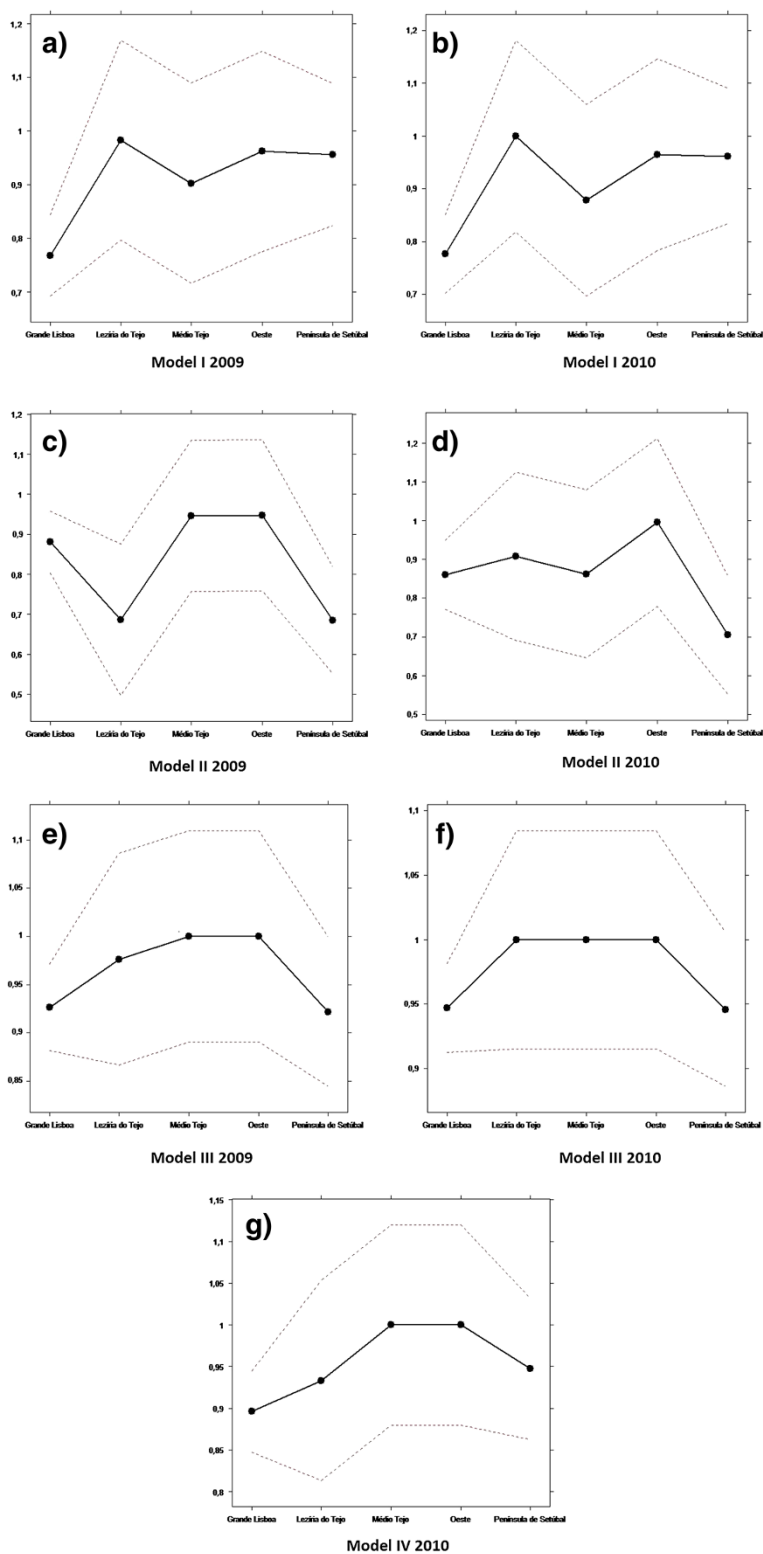 a)
1,2
1,1
1
0,9
0,8
0,7
Grande Lisboa Lezíria do Tejo Médio Tejo Oeste Península de Setúbal
Model I 2009
b)
1,2
1,1
1
0,9
0,8
0,7
Grande Lisboa Lezíria do Tejo Médio Tejo Oeste Península de Setúbal
Model I 2010
c)
1,2
1,1
1
0,9
0,8
0,7
0,6
0,5
Grande Lisboa Lezíria do Tejo Médio Tejo Oeste Península de Setúbal
Model II 2009
d)
1,2
1,1
1
0,9
0,8
0,7
0,6
0,5
Grande Lisboa Lezíria do Tejo Médio Tejo Oeste Península de Setúbal
Model II 2010
e)
1,1
1,05
1
0,95
0,9
0,85
Grande Lisboa Lezíria do Tejo Médio Tejo Oeste Península de Setúbal
Model III 2009
f)
1,1
1,05
1
0,95
0,9
Grande Lisboa Lezíria do Tejo Médio Tejo Oeste Península de Setúbal
Model III 2010
g)
1,15
1,1
1,05
1
0,95
0,9
0,85
0,8
Grande Lisboa Lezíria do Tejo Médio Tejo Oeste Península de Setúbal
Model IV 2010